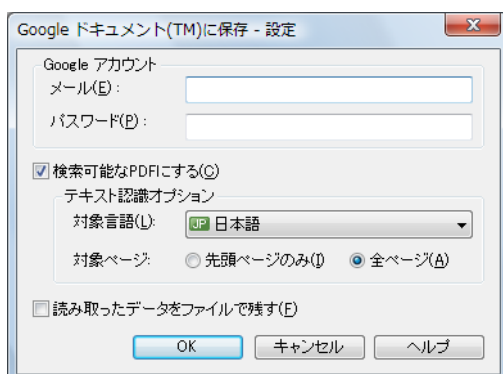 Google ドキュメント(TM)に保存 - 設定
Google アカウント
メール(E):
パスワード(P):
検索可能なPDFにする(C)
テキスト認識オプション
対象言語(L): JP 日本語
対象ページ: 先頭ページのみ(I) 全ページ(A)
読み取ったデータをファイルで残す(F)
OK キャンセル ヘルプ